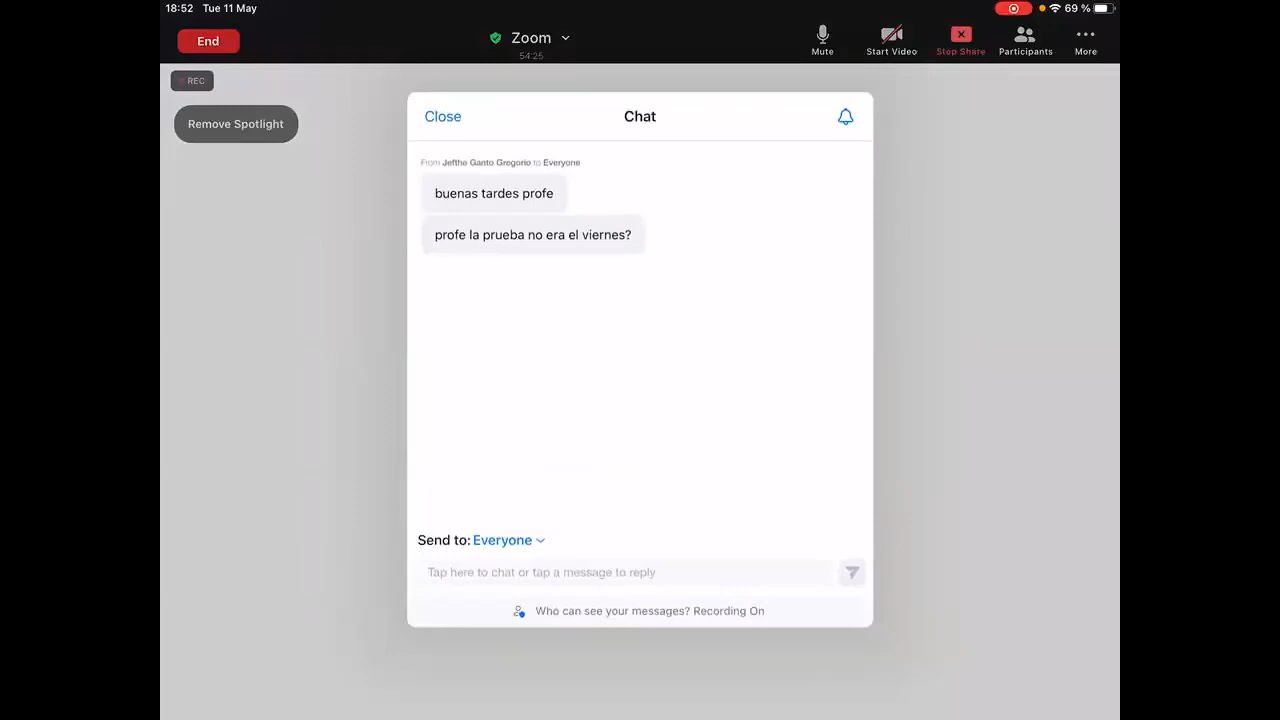 18:52 Tue 11 May 69 %
End Zoom Mute Start Video Stop Share Participants More
54:25
REC
Remove Spotlight
Close Chat
From Jefthe Ganto Gregorio to Everyone
buenas tardes profe
profe la prueba no era el viernes?
Send to: Everyone
Tap here to chat or tap a message to reply
Who can see your messages? Recording On